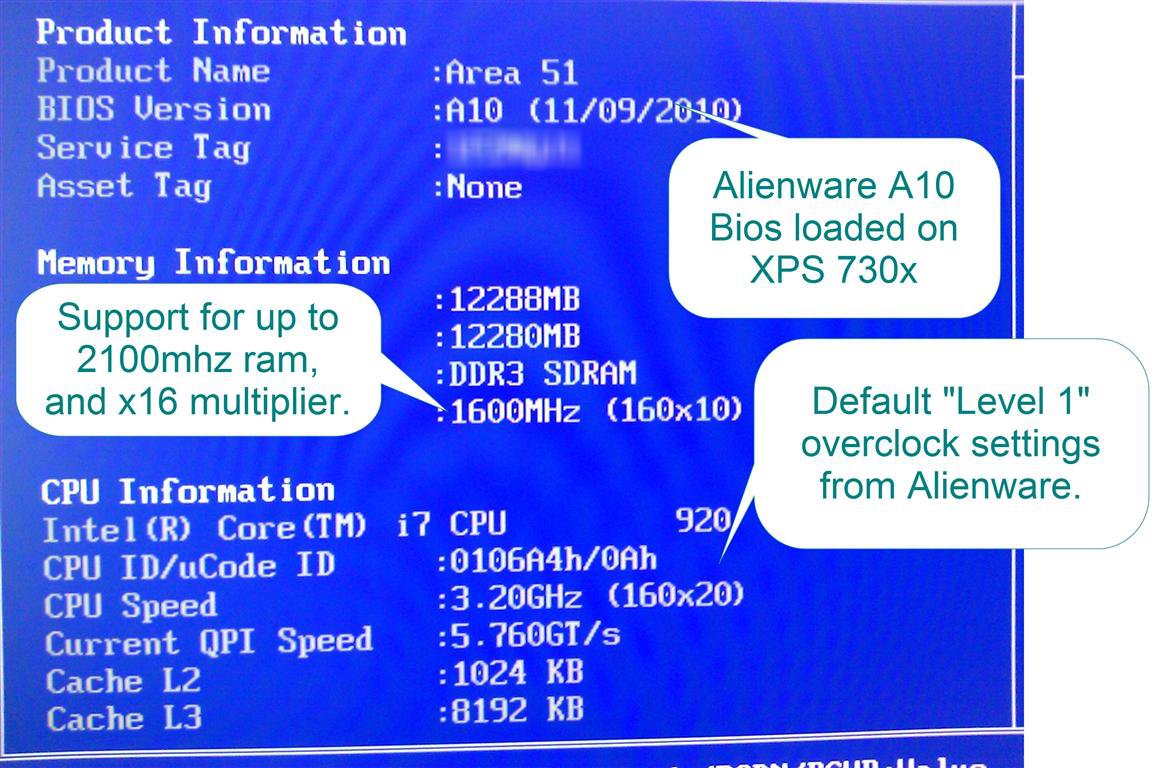 Product Information
Product Name :Area 51
BIOS Version :A10 (11/09/2010)
Service Tag :
Asset Tag :None
Alienware A10
Bios loaded on
XPS 730x
Memory Information
:12288MB
:12280MB
:DDR3 SDRAM
:1600MHz (160x10)
Support for up to
2100mhz ram,
and x16 multiplier.
Default "Level 1"
overclock settings
from Alienware.
CPU Information
Intel(R) Core(TM) i7 CPU 920
CPU ID/uCode ID :0106A4h/0Ah
CPU Speed :3.20GHz (160x20)
Current QPI Speed :5.760GT/s
Cache L2 :1024 KB
Cache L3 :8192 KB